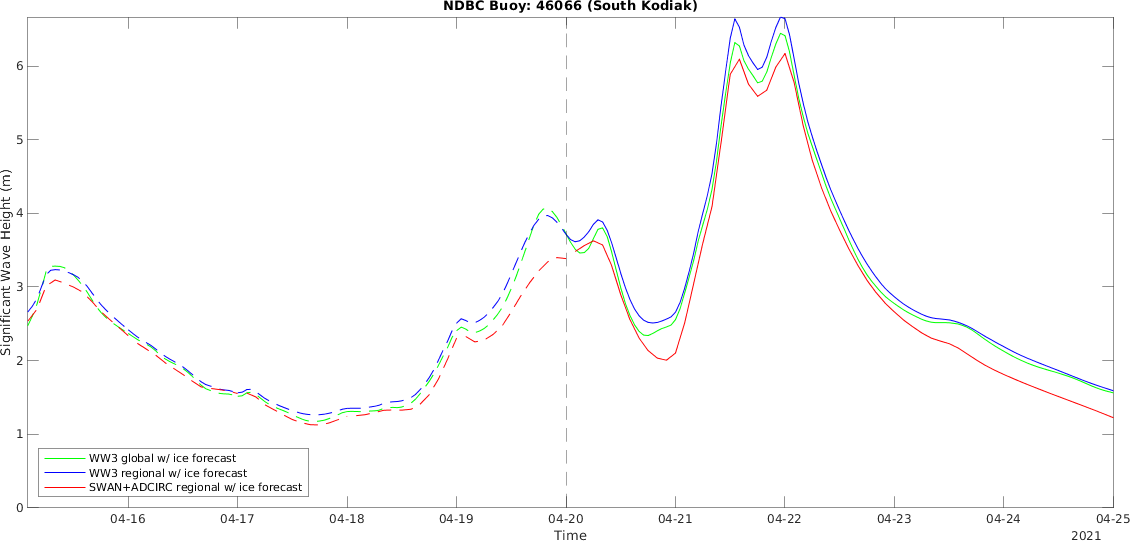 NDBC Buoy: 46066 (South Kodiak)
Significant Wave Height (m)
6
5
4
3
2
1
0
WW3 global w/ ice forecast
WW3 regional w/ ice forecast
SWAN+ADCIRC regional w/ ice forecast
04-16 04-17 04-18 04-19 04-20 04-21 04-22 04-23 04-24 04-25
Time
2021